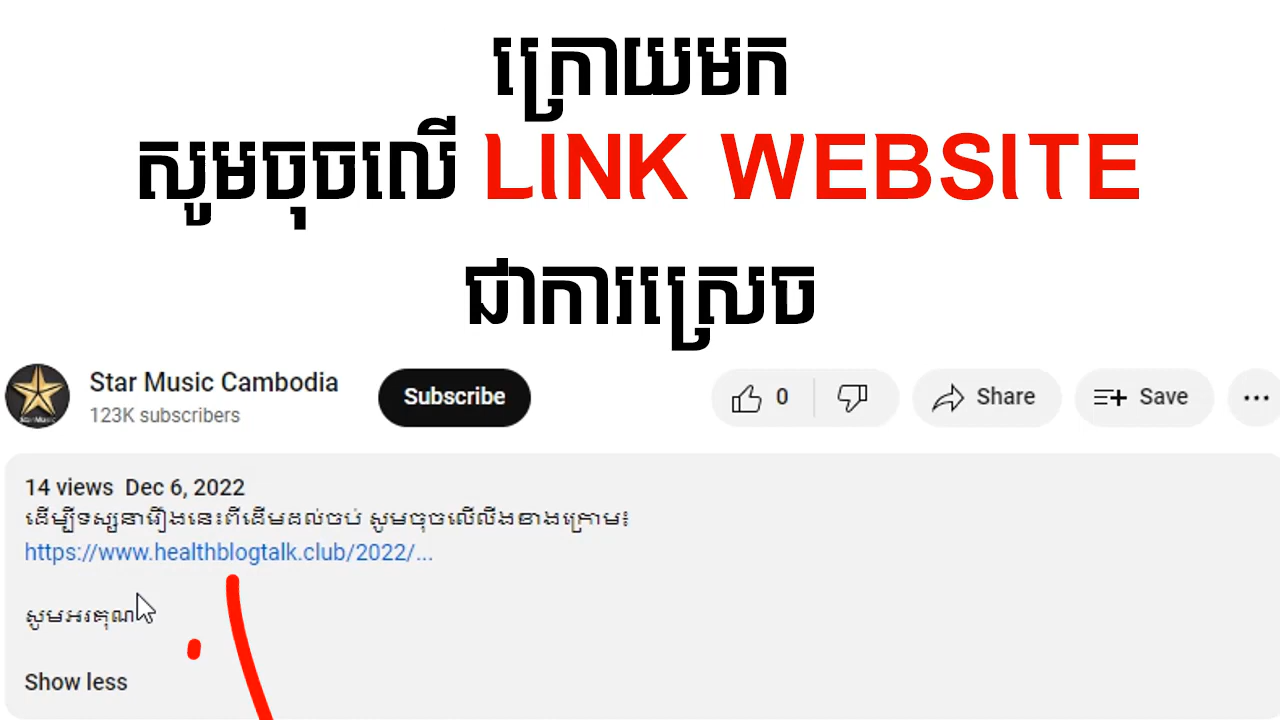 ក្រោយមក
សូមចុចលើ LINK WEBSITE
ជាការស្រេច
Star Music Cambodia
123K subscribers
Subscribe
0
Share
Save
14 views Dec 6, 2022
ដើម្បីទស្សនារឿងនេះពីដើមដល់ចប់ សូមចុចលើលីងខាងក្រោម៖
https://www.healthblogtalk.club/2022/...
សូមអរគុណ
Show less